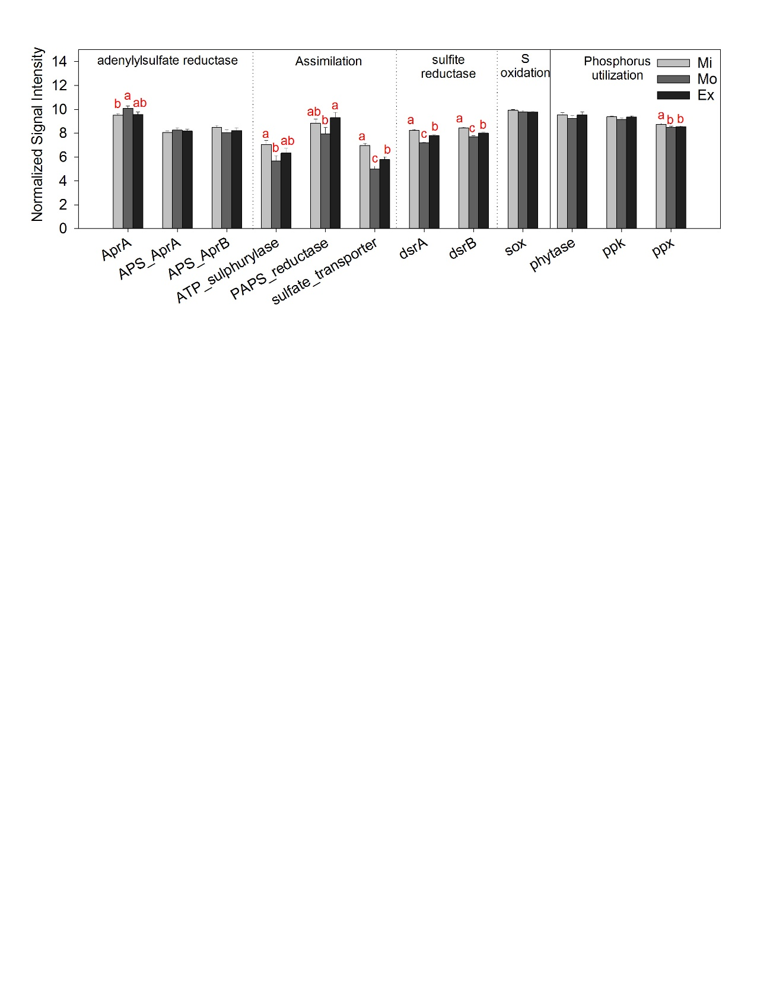 Normalized Signal Intensity
14
12
10
8
6
4
2
0
adenylylsulfate reductase
Assimilation
sulfite
reductase
S
oxidation
Phosphorus
utilization
Mi
Mo
Ex
b a ab
a b ab
ab b a
a c b
a c b
a c b
a b b
AprA
APS_AprA
APS_AprB
ATP_sulphurylase
PAPS_reductase
sulfate_transporter
dsrA
dsrB
sox
phytase
ppk
ppx